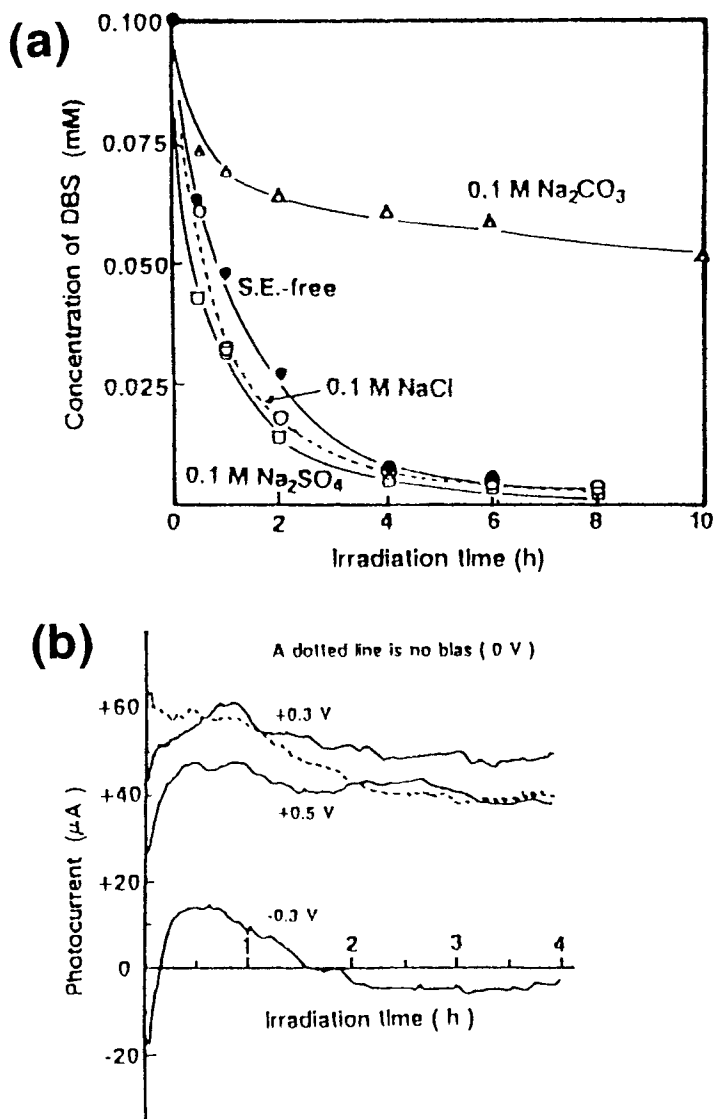 (a)
Concentration of DBS (mM)
0.100
0.075
0.050
0.025
0.1 M Na₂CO₃
S.E.-free
0.1 M NaCl
0.1 M Na₂SO₄
0 2 4 6 8 10
Irradiation time (h)
(b)
A dotted line is no bias ( 0 V )
Photocurrent (μA)
+60
+40
+20
0
-20
+0.3 V
+0.5 V
-0.3 V
1 2 3 4
Irradiation time ( h )